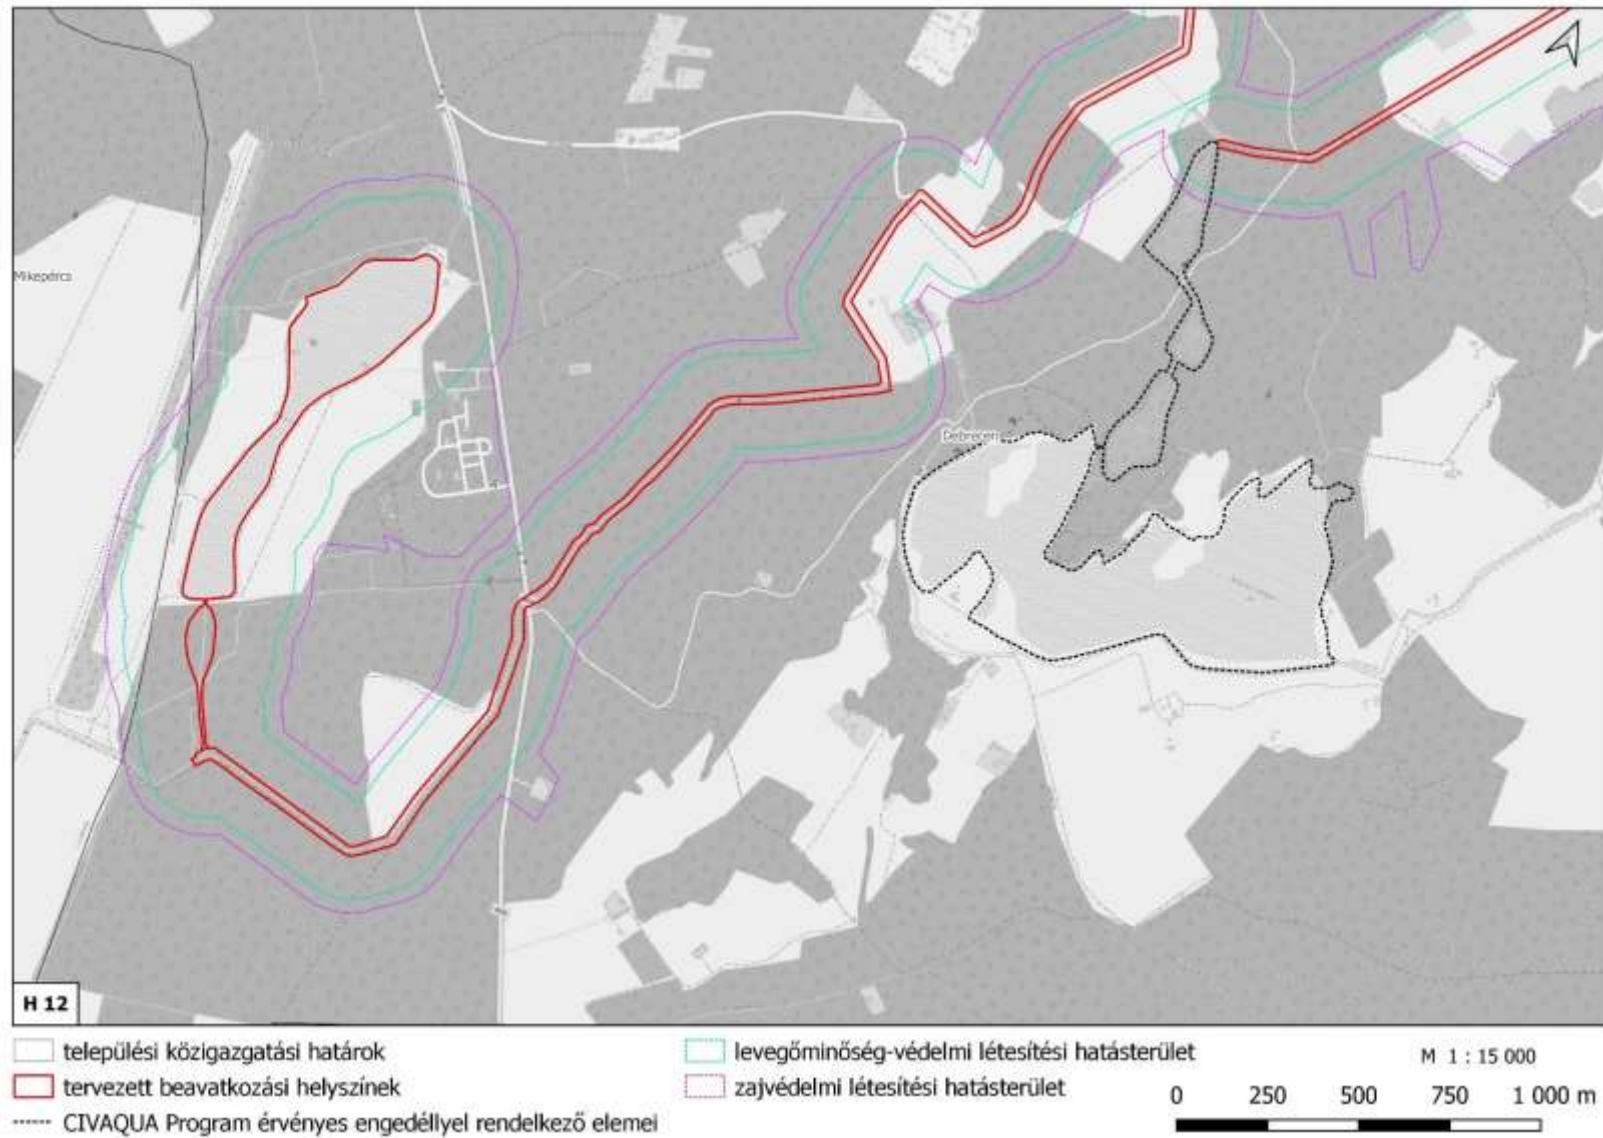 Mikepércs
Debrecen
H 12
települési közigazgatási határok
tervezett beavatkozási helyszínek
CIVAQUA Program érvényes engedéllyel rendelkező elemei
levegőminőség-védelmi létesítési hatásterület
zajvédelmi létesítési hatásterület
M 1 : 15 000
0 250 500 750 1 000 m